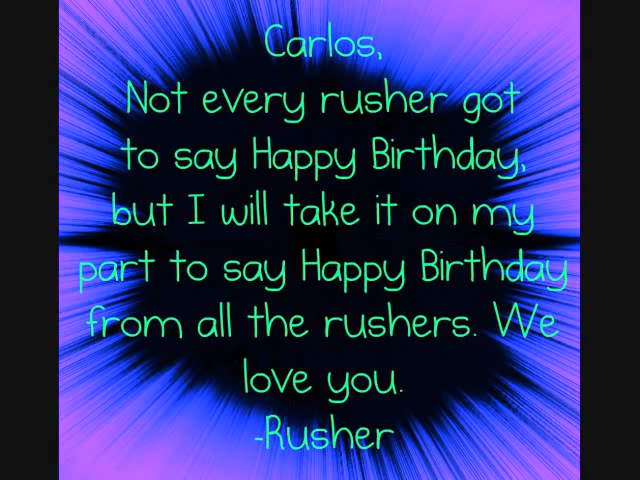 Carlos,
Not every rusher got
to say Happy Birthday,
but I will take it on my
part to say Happy Birthday
from all the rushers. We
love you.
-Rusher